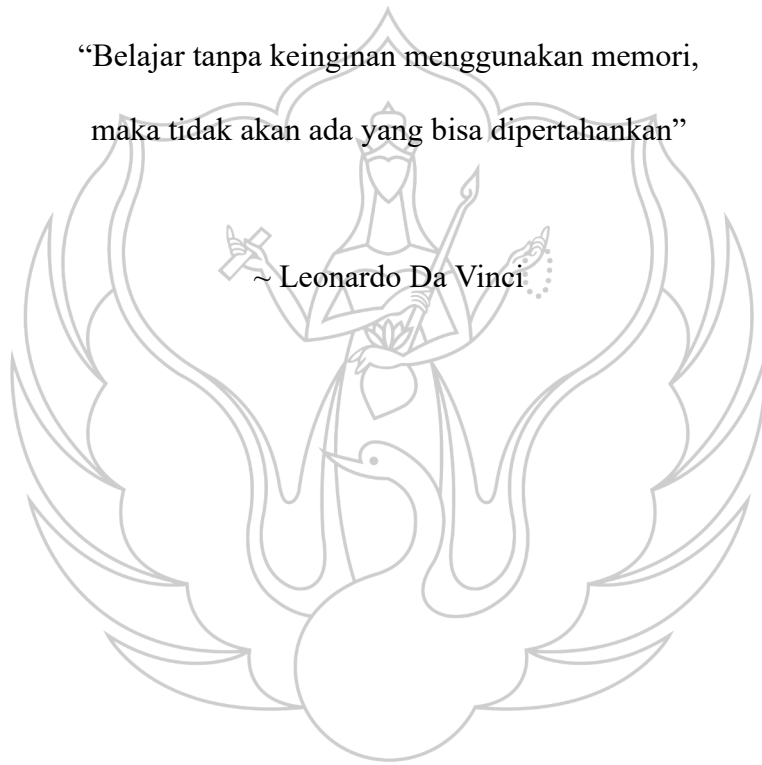 “Belajar tanpa keinginan menggunakan memori,
maka tidak akan ada yang bisa dipertahankan”
~ Leonardo Da Vinci